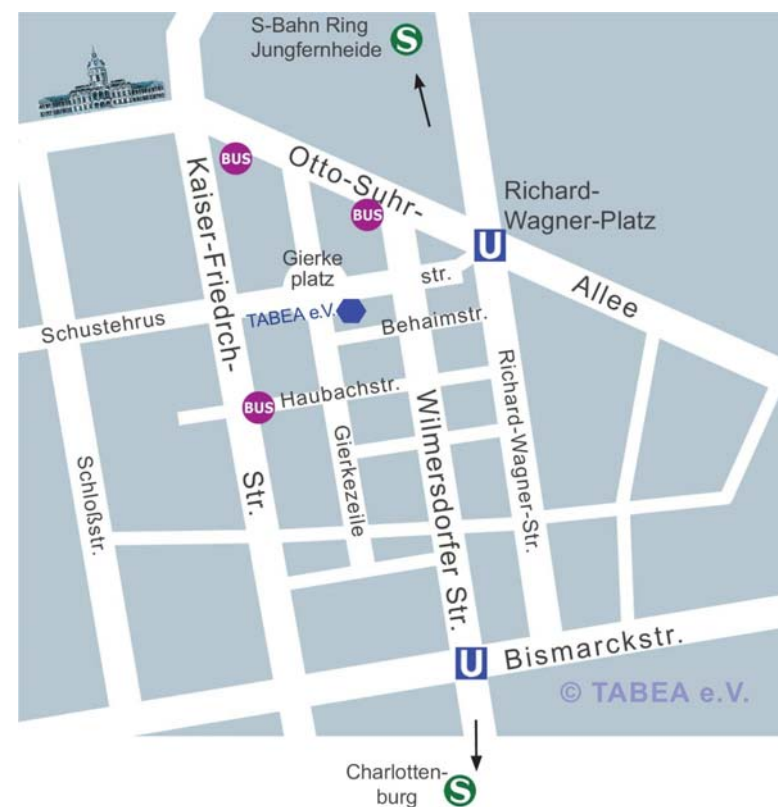 S-Bahn Ring
Jungfernheide
S
BUS
Otto-Suhr-
BUS
Richard-
Wagner-Platz
U
Kaiser-Friedrch-
Gierke
platz
str.
Allee
Schustehrus
TABEA e.V.
Behaimstr.
BUS
Haubachstr.
Richard-Wagner-Str.
Schloßstr.
Str.
Gierkezeile
Wilmersdorfer Str.
U
Bismarckstr.
© TABEA e.V.
Charlotten-
burg
S